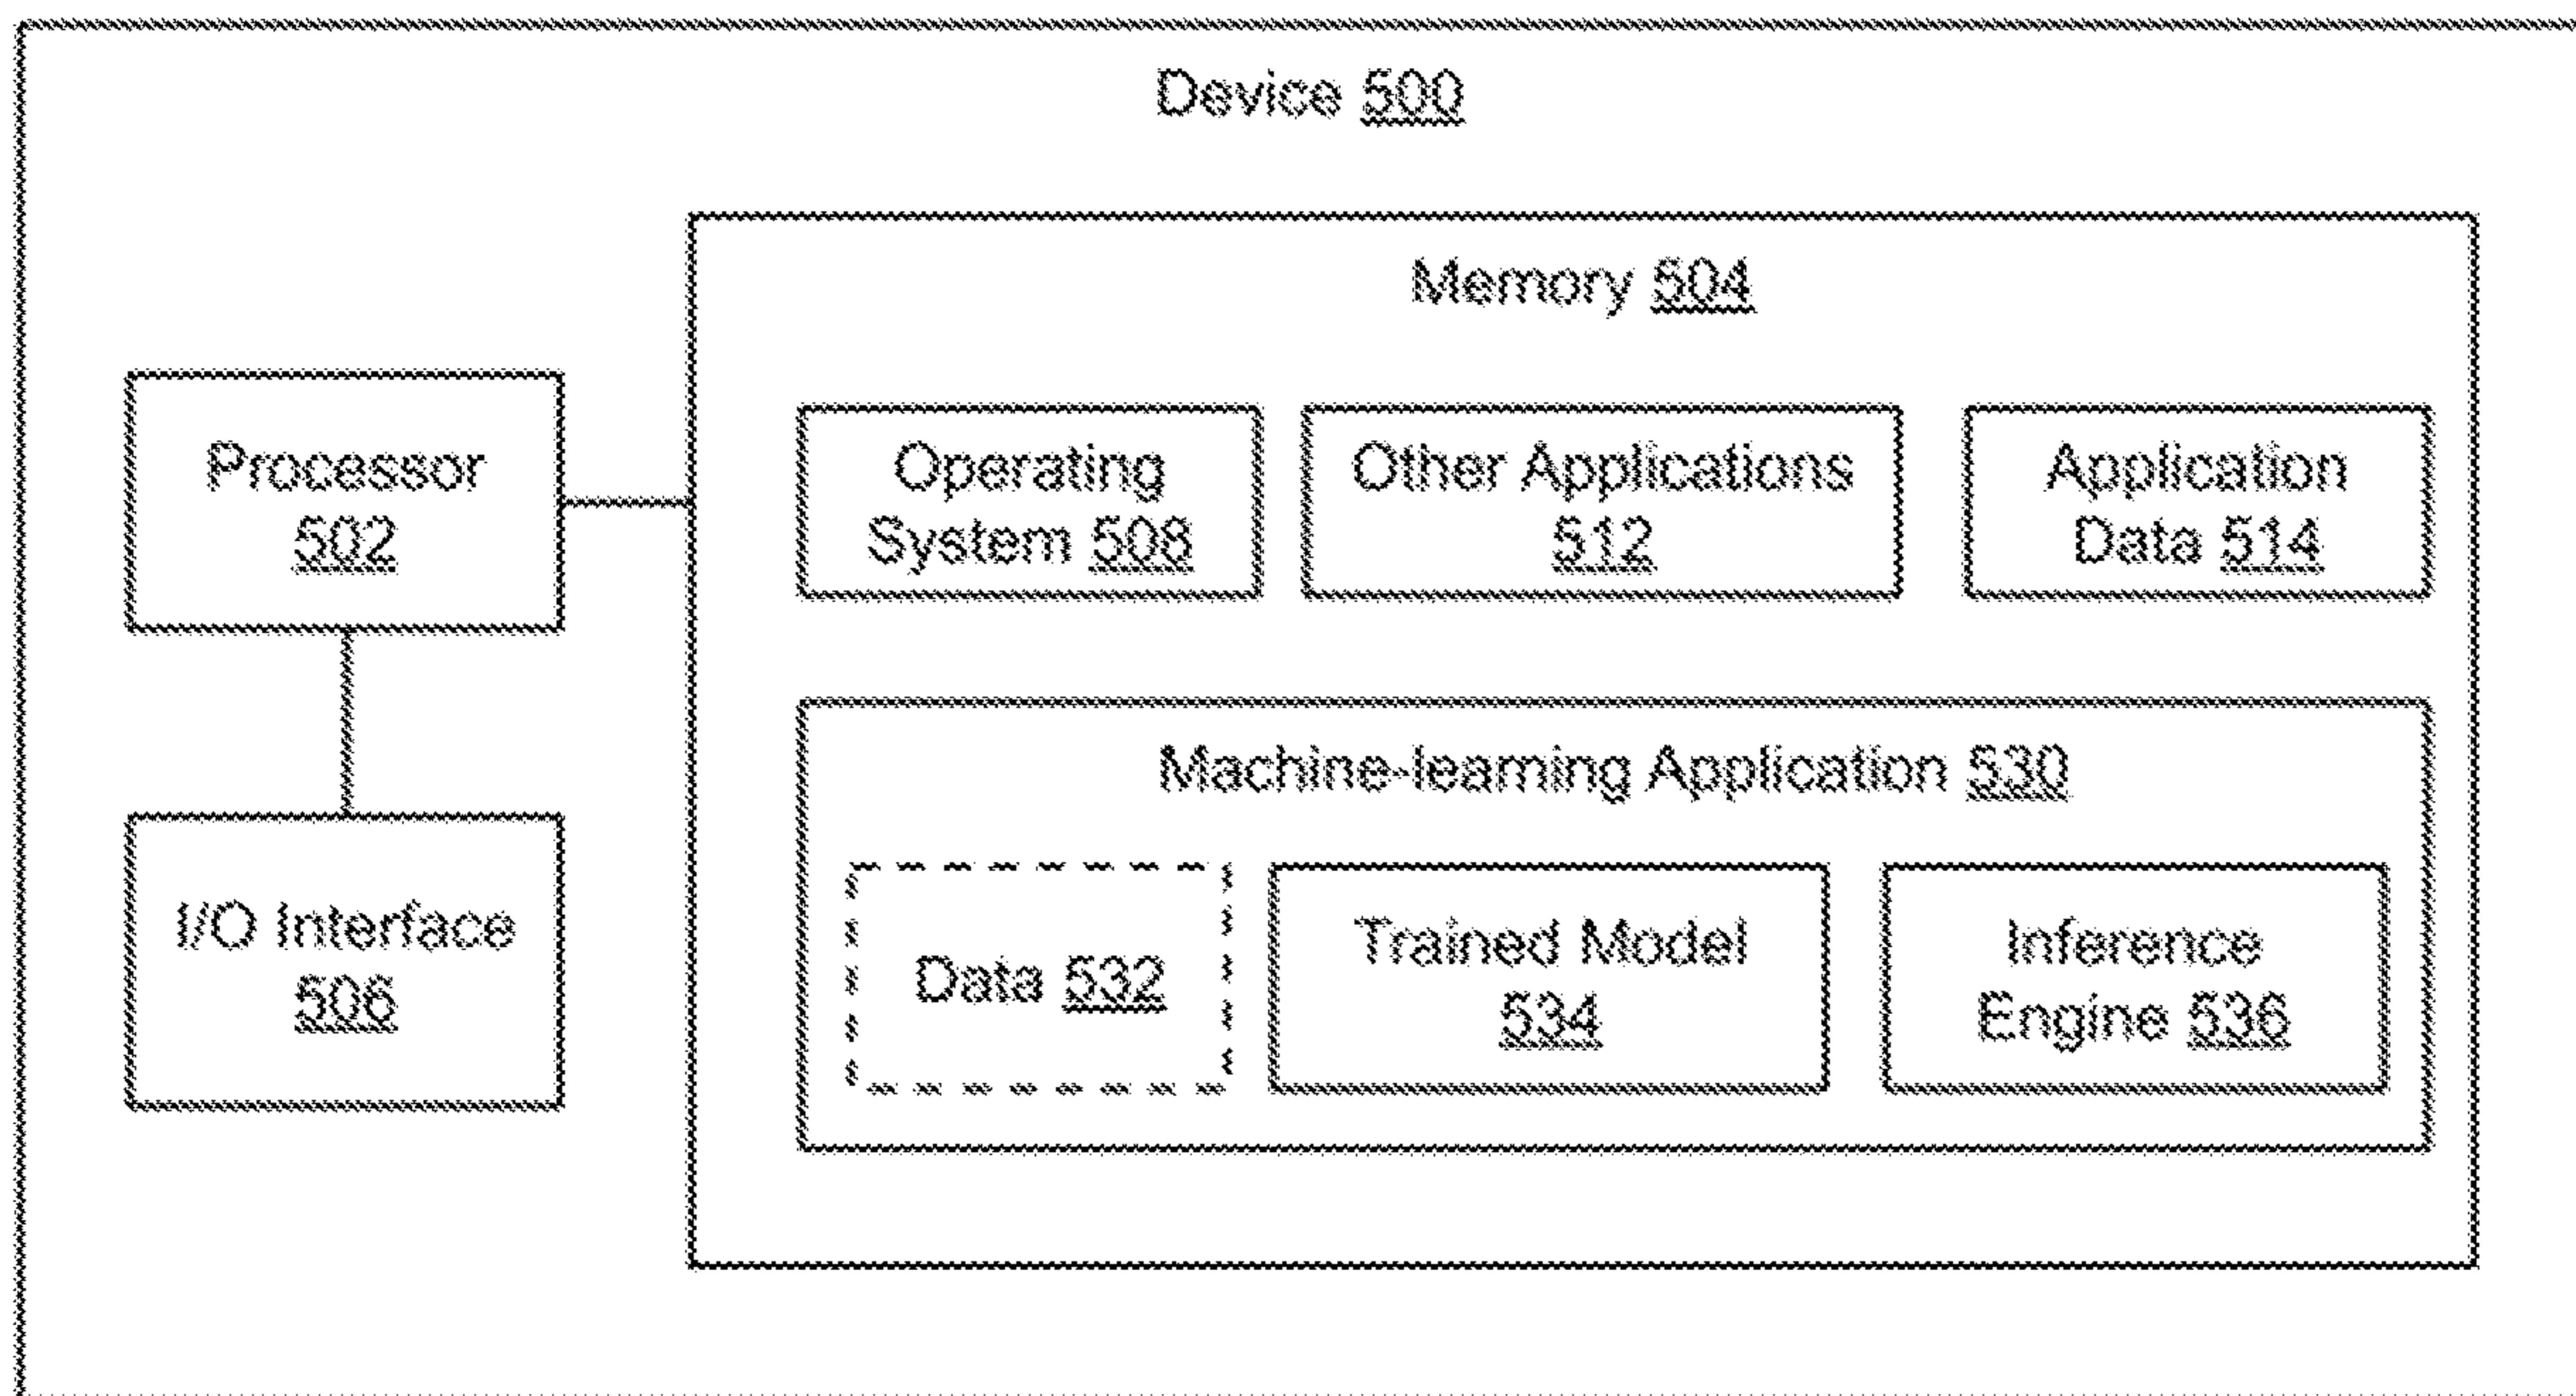 Device 500
Memory 504
Processor
502
Operating
System 508
Other Applications
512
Application
Data 514
Machine-learning Application 530
I/O Interface
506
Data 532
Trained Model
534
Inference
Engine 536